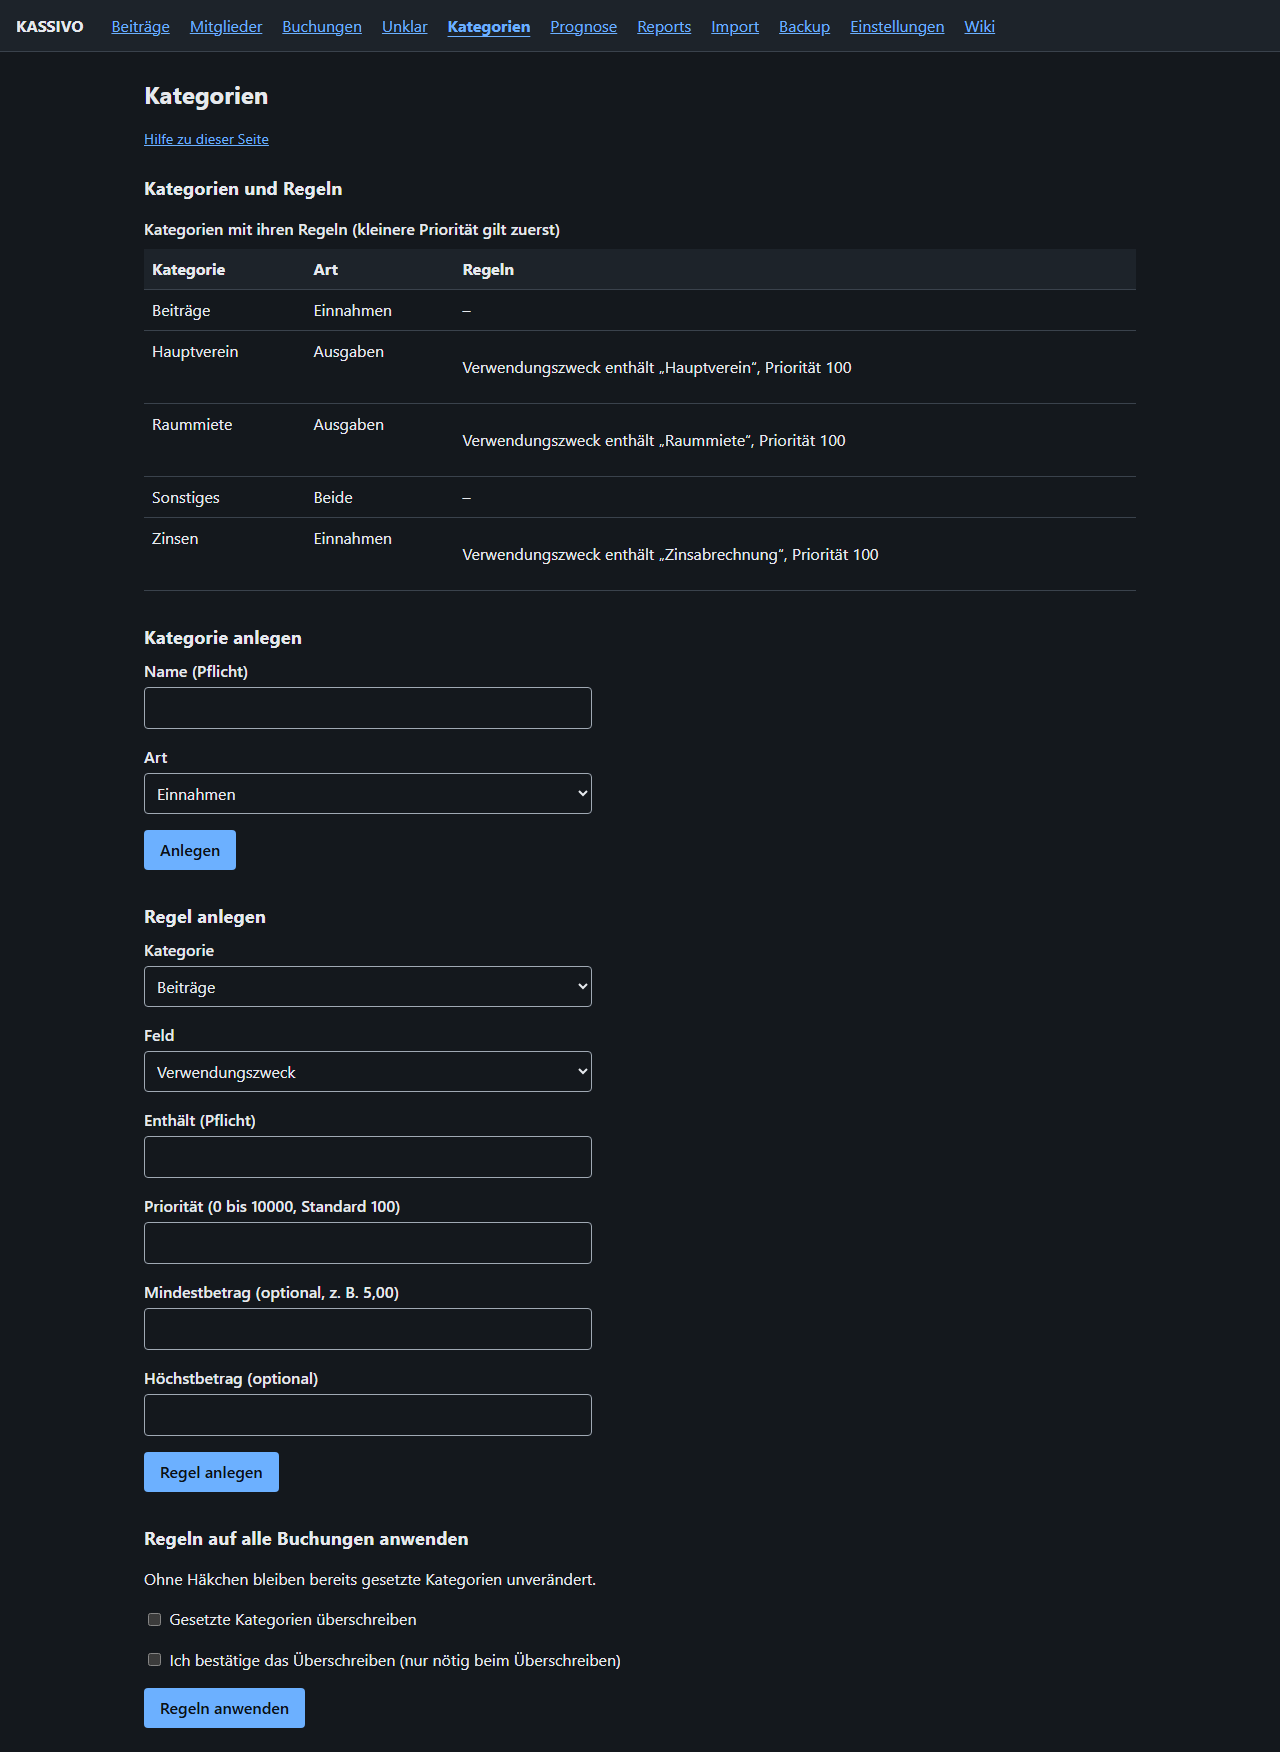 KASSIVO Beiträge Mitglieder Buchungen Unklar Kategorien Prognose Reports Import Backup Einstellungen Wiki
Kategorien
Hilfe zu dieser Seite
Kategorien und Regeln
Kategorien mit ihren Regeln (kleinere Priorität gilt zuerst)
Kategorie Art Regeln
Beiträge Einnahmen –
Hauptverein Ausgaben Verwendungszweck enthält „Hauptverein“, Priorität 100
Raummiete Ausgaben Verwendungszweck enthält „Raummiete“, Priorität 100
Sonstiges Beide –
Zinsen Einnahmen Verwendungszweck enthält „Zinsabrechnung“, Priorität 100
Kategorie anlegen
Name (Pflicht)
Art
Einnahmen
Anlegen
Regel anlegen
Kategorie
Beiträge
Feld
Verwendungszweck
Enthält (Pflicht)
Priorität (0 bis 10000, Standard 100)
Mindestbetrag (optional, z. B. 5,00)
Höchstbetrag (optional)
Regel anlegen
Regeln auf alle Buchungen anwenden
Ohne Häkchen bleiben bereits gesetzte Kategorien unverändert.
Gesetzte Kategorien überschreiben
Ich bestätige das Überschreiben (nur nötig beim Überschreiben)
Regeln anwenden